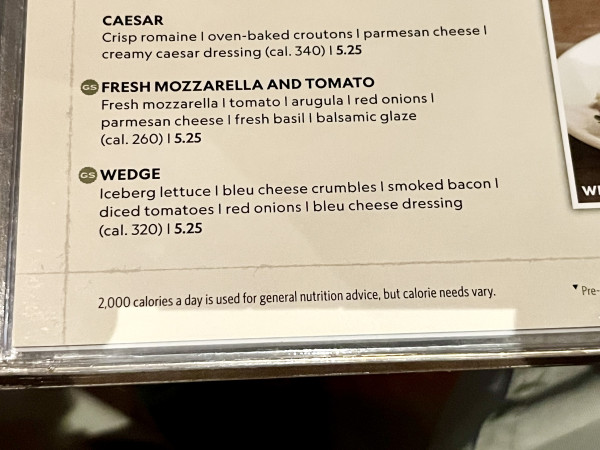 CAESAR
Crisp romaine | oven-baked croutons | parmesan cheese |
creamy caesar dressing (cal. 340) | 5.25
GS FRESH MOZZARELLA AND TOMATO
Fresh mozzarella | tomato | arugula | red onions |
parmesan cheese | fresh basil | balsamic glaze
(cal. 260) | 5.25
GS WEDGE
Iceberg lettuce | bleu cheese crumbles | smoked bacon |
diced tomatoes | red onions | bleu cheese dressing
(cal. 320) | 5.25
2,000 calories a day is used for general nutrition advice, but calorie needs vary.
▼ Pre-